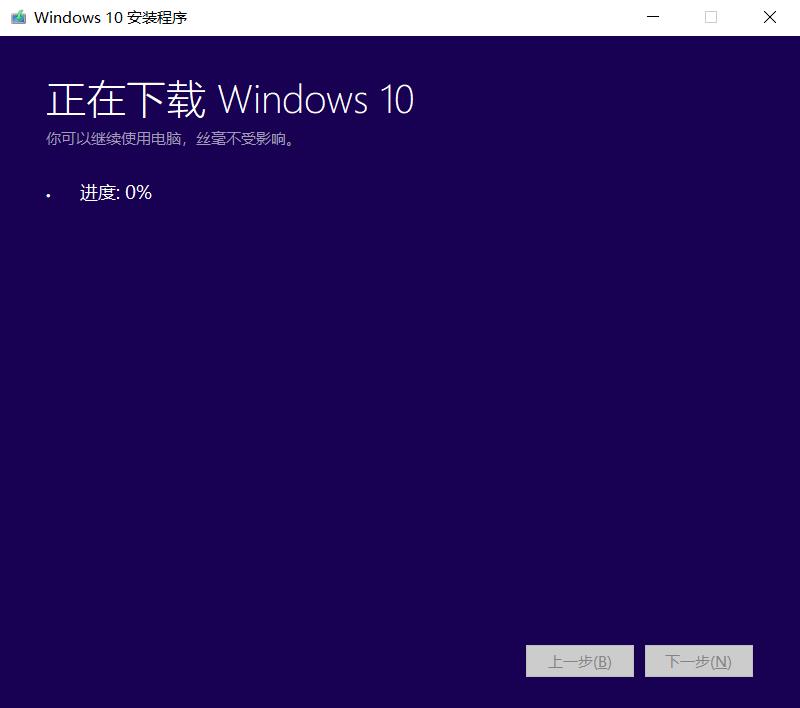 Windows 10 安装程序
正在下载 Windows 10
你可以继续使用电脑，丝毫不受影响。
进度: 0%
上一步(B) 下一步(N)